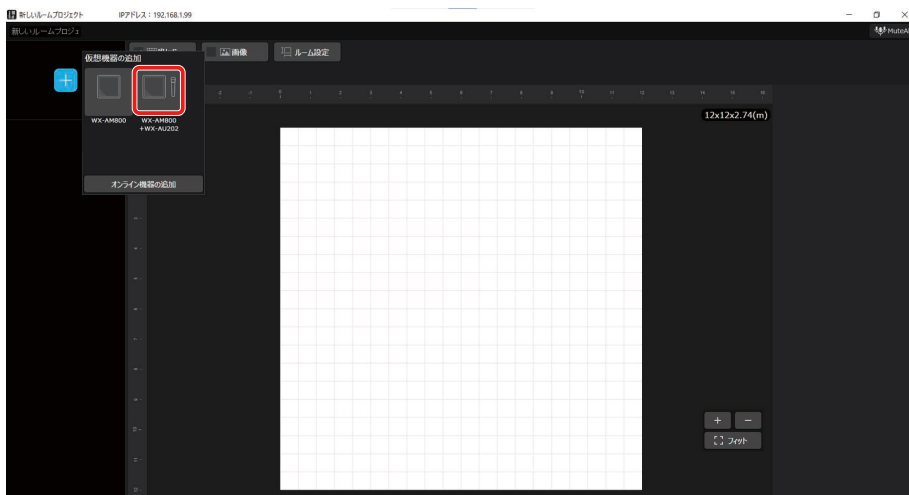 新しいルームプロジェクト IPアドレス：192.168.1.99
新しいルームプロジェ MuteAl
画像 ルーム設定
仮想機器の追加
WX-AM800
WX-AM800
+WX-AU202
オンライン機器の追加
12x12x2.74(m)
+ −
フィット